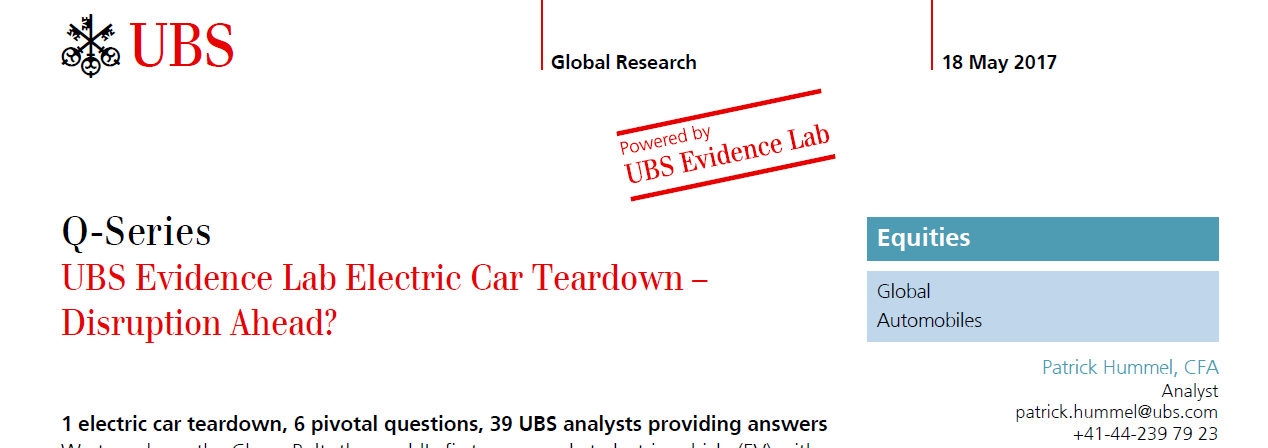 UBS
Global Research
18 May 2017
Powered by
UBS Evidence Lab
Q-Series
UBS Evidence Lab Electric Car Teardown –
Disruption Ahead?
Equities
Global
Automobiles
Patrick Hummel, CFA
Analyst
patrick.hummel@ubs.com
+41-44-239 79 23
1 electric car teardown, 6 pivotal questions, 39 UBS analysts providing answers